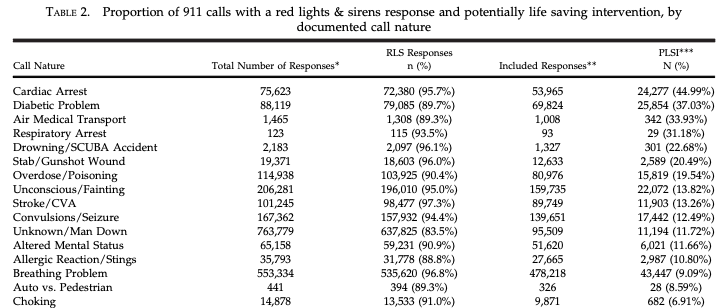 TABLE 2. Proportion of 911 calls with a red lights & sirens response and potentially life saving intervention, by
documented call nature
RLS Responses PLSI***
Call Nature Total Number of Responses* n (%) Included Responses** N (%)
Cardiac Arrest 75,623 72,380 (95.7%) 53,965 24,277 (44.99%)
Diabetic Problem 88,119 79,085 (89.7%) 69,824 25,854 (37.03%)
Air Medical Transport 1,465 1,308 (89.3%) 1,008 342 (33.93%)
Respiratory Arrest 123 115 (93.5%) 93 29 (31.18%)
Drowning/SCUBA Accident 2,183 2,097 (96.1%) 1,327 301 (22.68%)
Stab/Gunshot Wound 19,371 18,603 (96.0%) 12,633 2,589 (20.49%)
Overdose/Poisoning 114,938 103,925 (90.4%) 80,976 15,819 (19.54%)
Unconscious/Fainting 206,281 196,010 (95.0%) 159,735 22,072 (13.82%)
Stroke/CVA 101,245 98,477 (97.3%) 89,749 11,903 (13.26%)
Convulsions/Seizure 167,362 157,932 (94.4%) 139,651 17,442 (12.49%)
Unknown/Man Down 763,779 637,825 (83.5%) 95,509 11,194 (11.72%)
Altered Mental Status 65,158 59,231 (90.9%) 51,620 6,021 (11.66%)
Allergic Reaction/Stings 35,793 31,778 (88.8%) 27,665 2,987 (10.80%)
Breathing Problem 553,334 535,620 (96.8%) 478,218 43,447 (9.09%)
Auto vs. Pedestrian 441 394 (89.3%) 326 28 (8.59%)
Choking 14,878 13,533 (91.0%) 9,871 682 (6.91%)